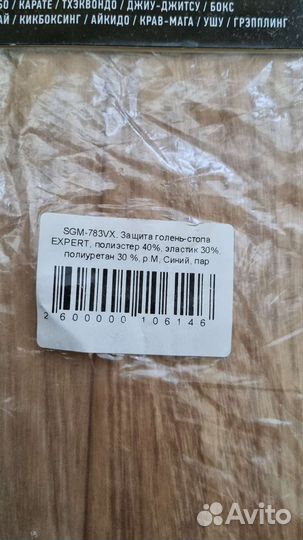 БО / КАРАТЕ / ТХЭКВОНДО / ДЖИУ-ДЖИТСУ / БОКС
АЙ / КИКБОКСИНГ / АЙКИДО / КРАВ-МАГА / УШУ / ГРЭППЛИНГ
SGM-783VX, Защита голень-стопа
EXPERT, полиэстер 40%, эластик 30%,
полиуретан 30 %, р.М, Синий, пар
2 600000 106146
Avito